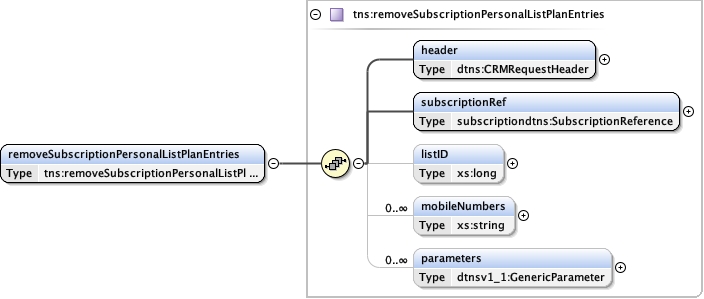 tns:removeSubscriptionPersonalListPlanEntries
header
Type dtns:CRMRequestHeader
subscriptionRef
Type subscriptiondtns:SubscriptionReference
removeSubscriptionPersonalListPlanEntries
Type tns:removeSubscriptionPersonalListPl ...
listID
Type xs:long
0..∞
mobileNumbers
Type xs:string
0..∞
parameters
Type dtnsv1_1:GenericParameter